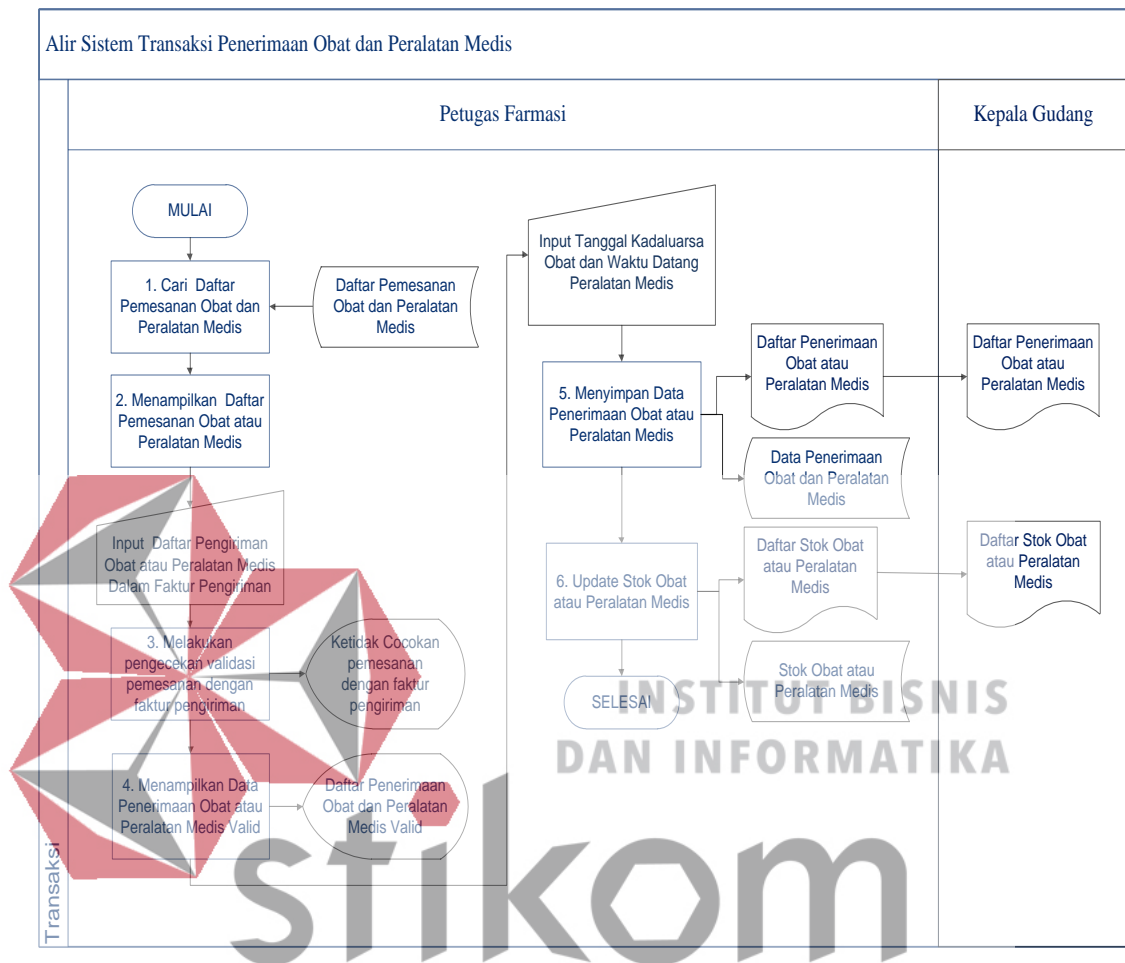 Alir Sistem Transaksi Penerimaan Obat dan Peralatan Medis
Petugas Farmasi
Kepala Gudang
Transaksi
MULAI
1. Cari Daftar
Pemesanan Obat dan
Peralatan Medis
Daftar Pemesanan
Obat dan Peralatan
Medis
2. Menampilkan Daftar
Pemesanan Obat atau
Peralatan Medis
Input Daftar Pengiriman
Obat atau Peralatan Medis
Dalam Faktur Pengiriman
3. Melakukan
pengecekan validasi
pemesanan dengan
faktur pengiriman
Ketidak Cocokan
pemesanan
dengan faktur
pengiriman
4. Menampilkan Data
Penerimaan Obat atau
Peralatan Medis Valid
Daftar Penerimaan
Obat dan Peralatan
Medis Valid
Input Tanggal Kadaluarsa
Obat dan Waktu Datang
Peralatan Medis
5. Menyimpan Data
Penerimaan Obat atau
Peralatan Medis
Daftar Penerimaan
Obat atau
Peralatan Medis
Data Penerimaan
Obat dan Peralatan
Medis
6. Update Stok Obat
atau Peralatan Medis
Daftar Stok Obat
atau Peralatan
Medis
Stok Obat atau
Peralatan Medis
SELESAI
Daftar Penerimaan
Obat atau
Peralatan Medis
Daftar Stok Obat
atau Peralatan
Medis
INSTITUT BISNIS
DAN INFORMATIKA
stikom